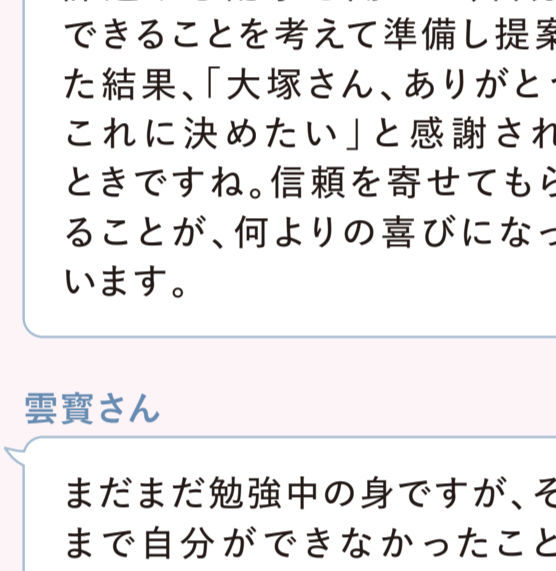 できることを考えて準備し提案
た結果、「大塚さん、ありがと
これに決めたい」と感謝され
ときですね。信頼を寄せてもら
ることが、何よりの喜びになっ
います。
雲寳さん
まだまだ勉強中の身ですが、そ
まで自分ができなかったこと